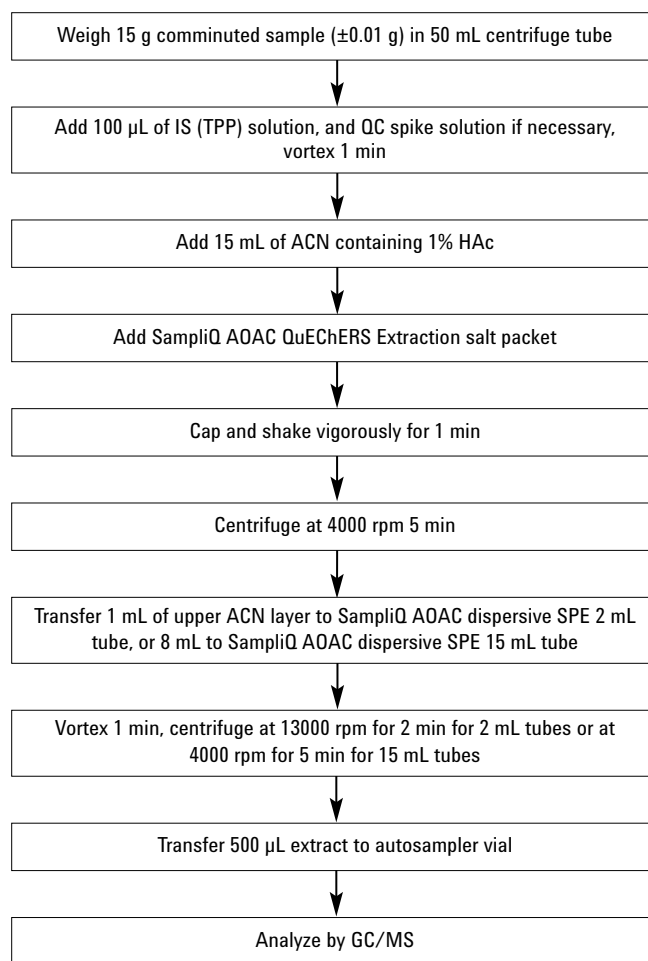 Weigh 15 g comminuted sample (±0.01 g) in 50 mL centrifuge tube
Add 100 µL of IS (TPP) solution, and QC spike solution if necessary,
vortex 1 min
Add 15 mL of ACN containing 1% HAc
Add SampliQ AOAC QuEChERS Extraction salt packet
Cap and shake vigorously for 1 min
Centrifuge at 4000 rpm 5 min
Transfer 1 mL of upper ACN layer to SampliQ AOAC dispersive SPE 2 mL
tube, or 8 mL to SampliQ AOAC dispersive SPE 15 mL tube
Vortex 1 min, centrifuge at 13000 rpm for 2 min for 2 mL tubes or at
4000 rpm for 5 min for 15 mL tubes
Transfer 500 µL extract to autosampler vial
Analyze by GC/MS